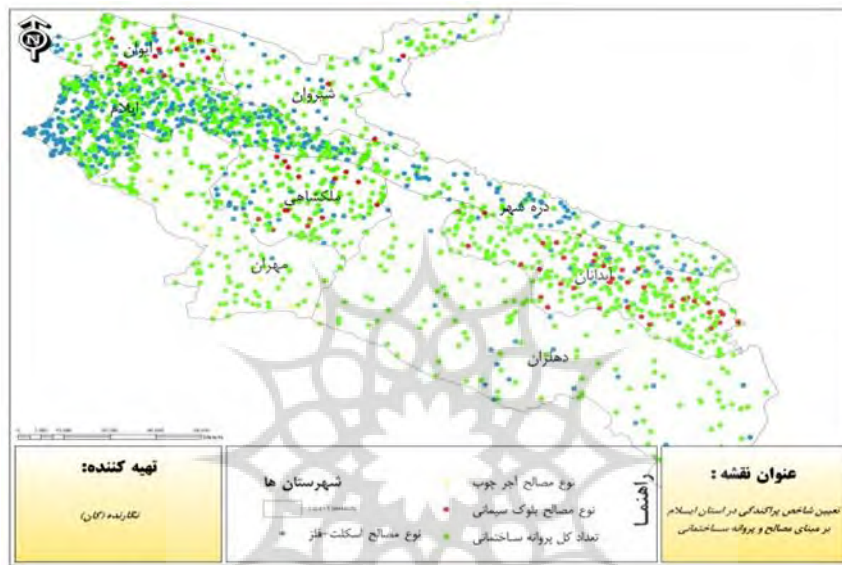 N
ایوان
شیروان
ایلام
ملکشاهی
دره شهر
مهران
آبدانان
دهلران
عنوان نقشه :
تعیین شاخص پراکندگی در استان ایلام
بر مبنای مصالح و پروانه ساختمانی
راهنما
نوع مصالح آجر چوب
نوع مصالح بلوک سیمانی
تعداد کل پروانه ساختمانی
شهرستان ها
نوع مصالح اسکلت-فلز
تهیه کننده:
نگارنده (گان)